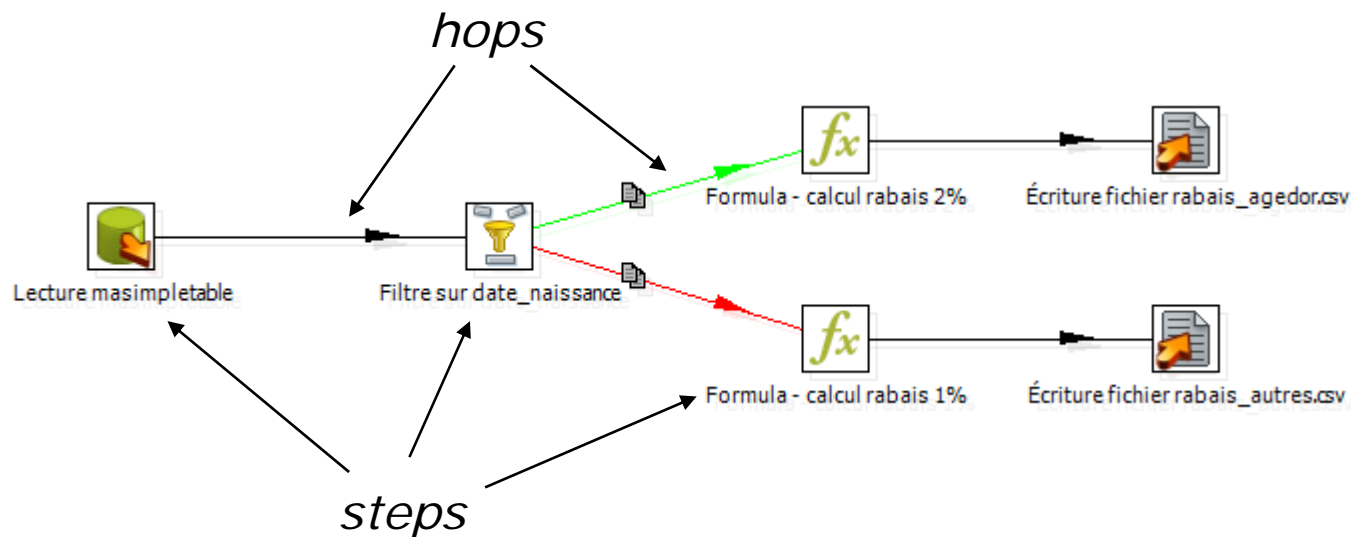 hops
Formula - calcul rabais 2%
Écriture fichier rabais_agedor.csv
Lecture masimpletable
Filtre sur date_naissance
Formula - calcul rabais 1%
Écriture fichier rabais_autres.csv
steps